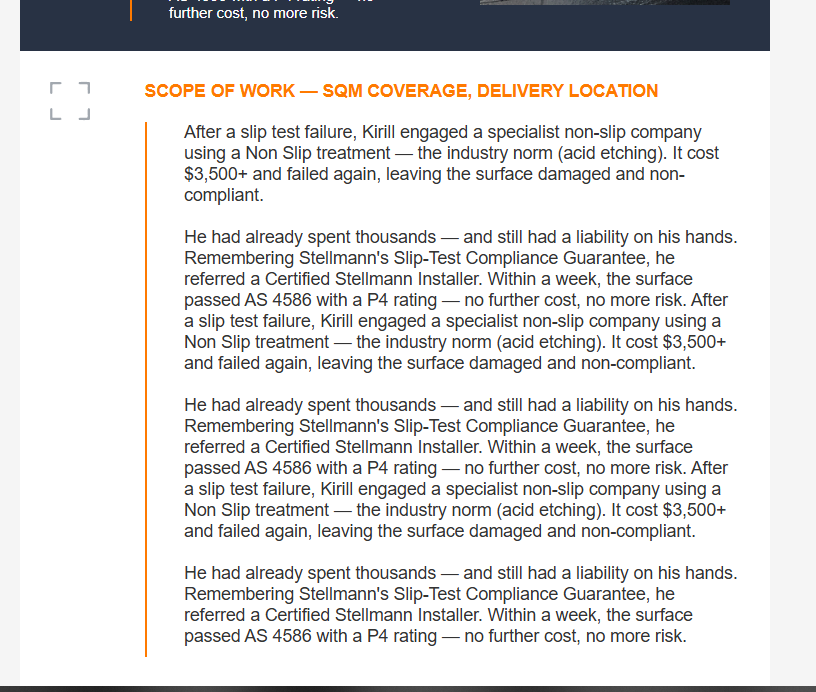 further cost, no more risk.
SCOPE OF WORK — SQM COVERAGE, DELIVERY LOCATION
After a slip test failure, Kirill engaged a specialist non-slip company
using a Non Slip treatment — the industry norm (acid etching). It cost
$3,500+ and failed again, leaving the surface damaged and non-
compliant.
He had already spent thousands — and still had a liability on his hands.
Remembering Stellmann's Slip-Test Compliance Guarantee, he
referred a Certified Stellmann Installer. Within a week, the surface
passed AS 4586 with a P4 rating — no further cost, no more risk. After
a slip test failure, Kirill engaged a specialist non-slip company using a
Non Slip treatment — the industry norm (acid etching). It cost $3,500+
and failed again, leaving the surface damaged and non-compliant.
He had already spent thousands — and still had a liability on his hands.
Remembering Stellmann's Slip-Test Compliance Guarantee, he
referred a Certified Stellmann Installer. Within a week, the surface
passed AS 4586 with a P4 rating — no further cost, no more risk. After
a slip test failure, Kirill engaged a specialist non-slip company using a
Non Slip treatment — the industry norm (acid etching). It cost $3,500+
and failed again, leaving the surface damaged and non-compliant.
He had already spent thousands — and still had a liability on his hands.
Remembering Stellmann's Slip-Test Compliance Guarantee, he
referred a Certified Stellmann Installer. Within a week, the surface
passed AS 4586 with a P4 rating — no further cost, no more risk.